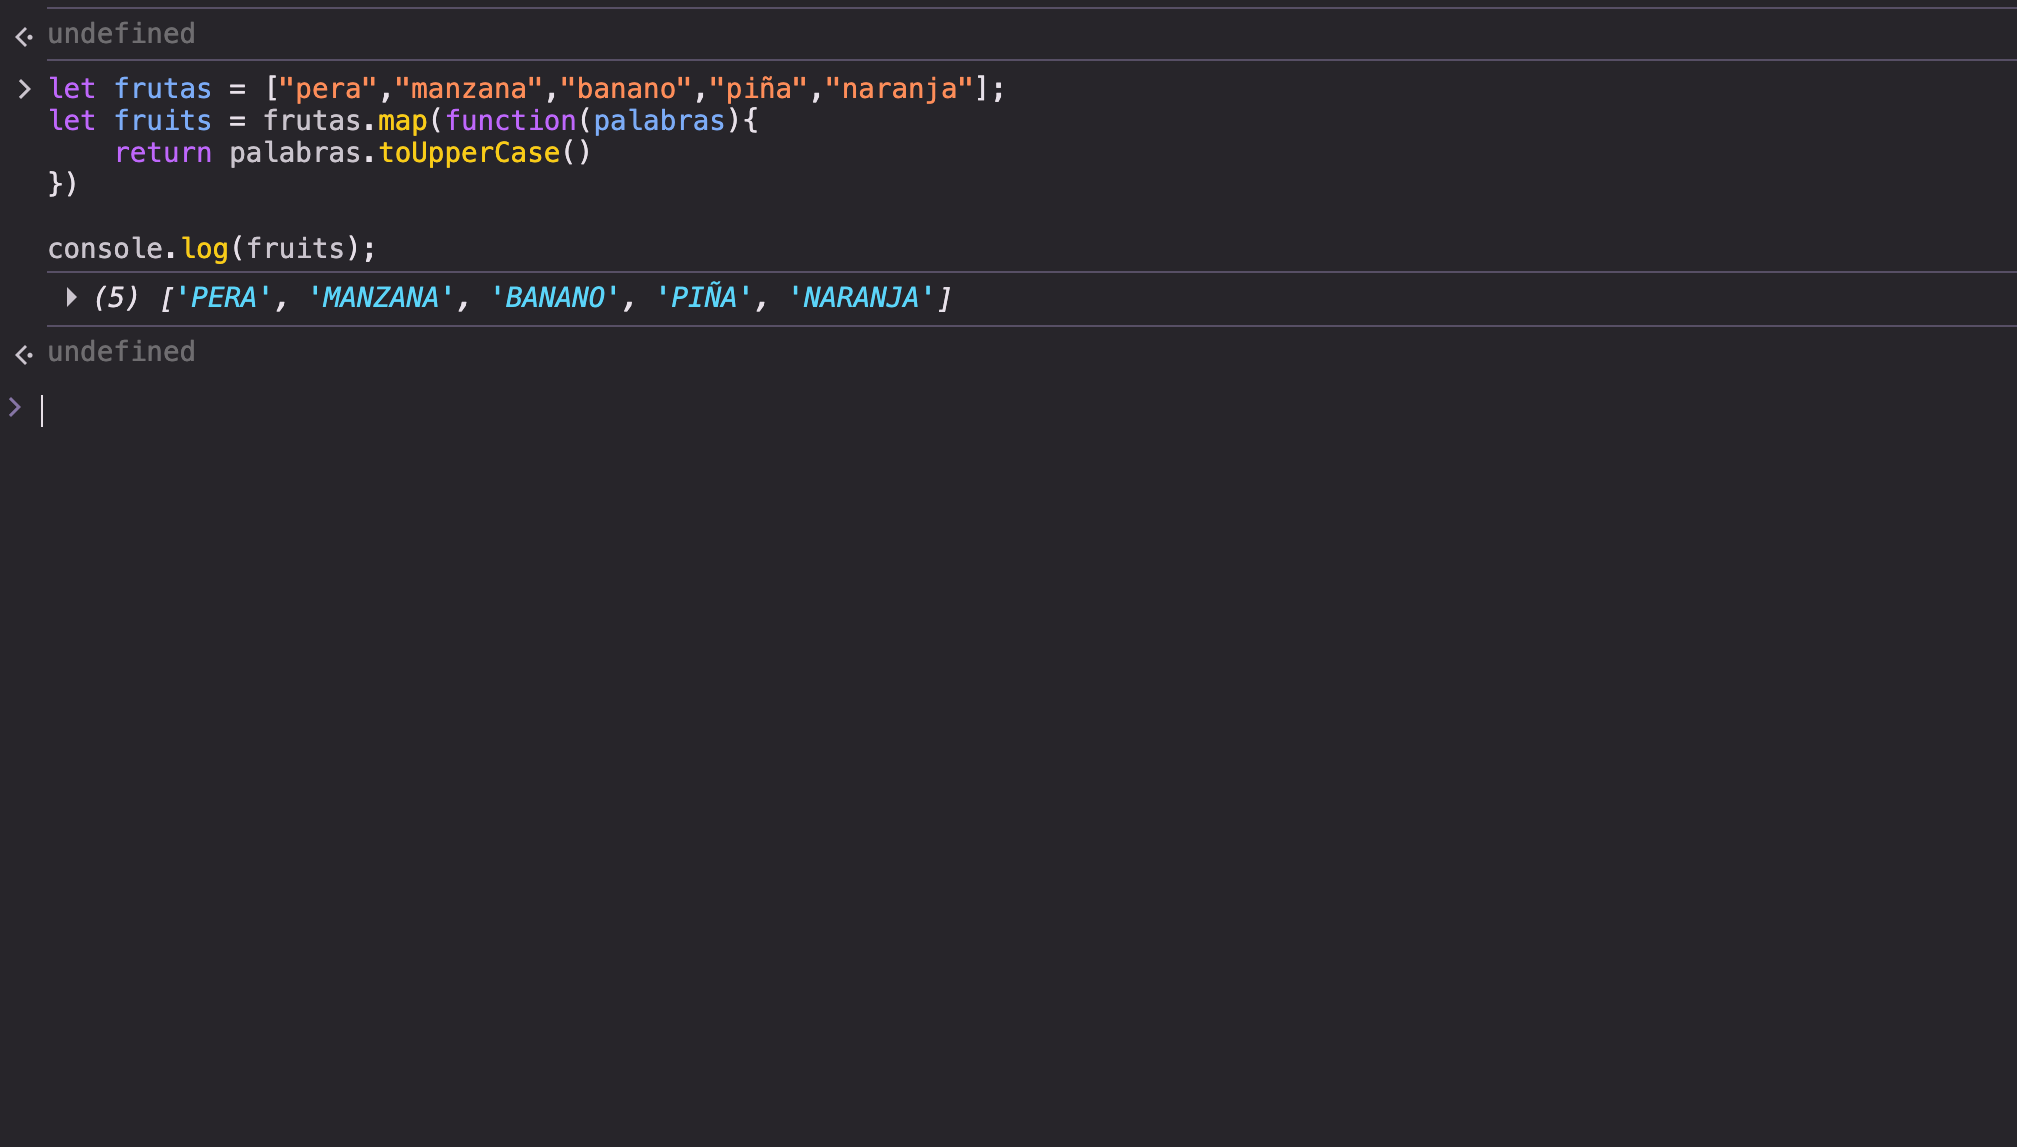 undefined
let frutas = ["pera","manzana","banano","piña","naranja"];
let fruits = frutas.map(function(palabras){
    return palabras.toUpperCase()
})
console.log(fruits);
(5) ['PERA', 'MANZANA', 'BANANO', 'PIÑA', 'NARANJA']
undefined